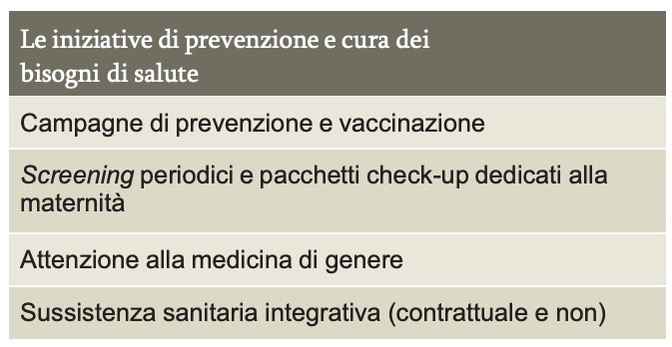 Le iniziative di prevenzione e cura dei
bisogni di salute
Campagne di prevenzione e vaccinazione
Screening periodici e pacchetti check-up dedicati alla
maternità
Attenzione alla medicina di genere
Sussistenza sanitaria integrativa (contrattuale e non)